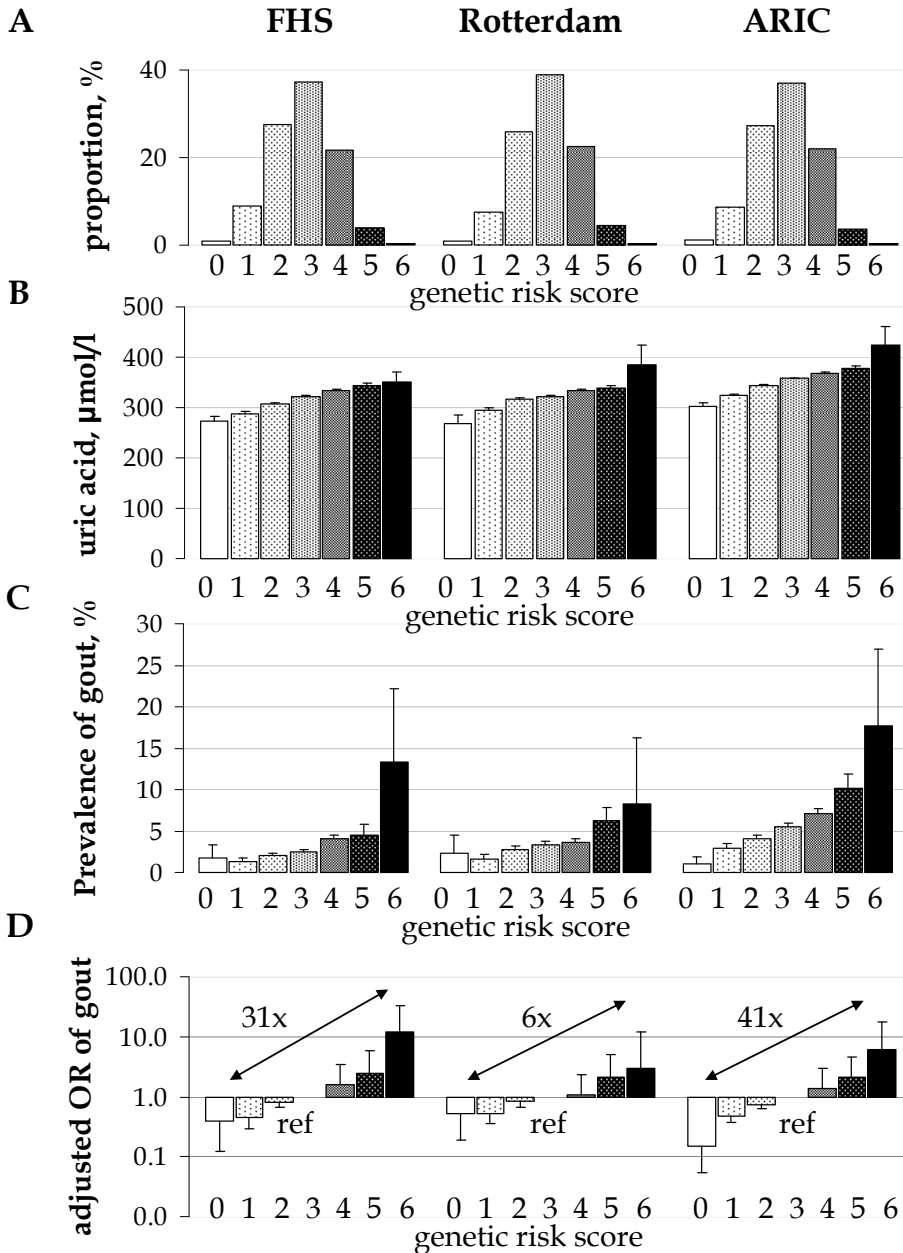 A FHS Rotterdam ARIC
proportion, %
40
20
0
0 1 2 3 4 5 6 0 1 2 3 4 5 6 0 1 2 3 4 5 6
genetic risk score
B
uric acid, µmol/l
500
400
300
200
100
0
0 1 2 3 4 5 6 0 1 2 3 4 5 6 0 1 2 3 4 5 6
genetic risk score
C
Prevalence of gout, %
30
25
20
15
10
5
0
0 1 2 3 4 5 6 0 1 2 3 4 5 6 0 1 2 3 4 5 6
genetic risk score
D
adjusted OR of gout
100.0
10.0
1.0
0.1
0.0
31x 6x 41x
ref ref ref
0 1 2 3 4 5 6 0 1 2 3 4 5 6 0 1 2 3 4 5 6
genetic risk score